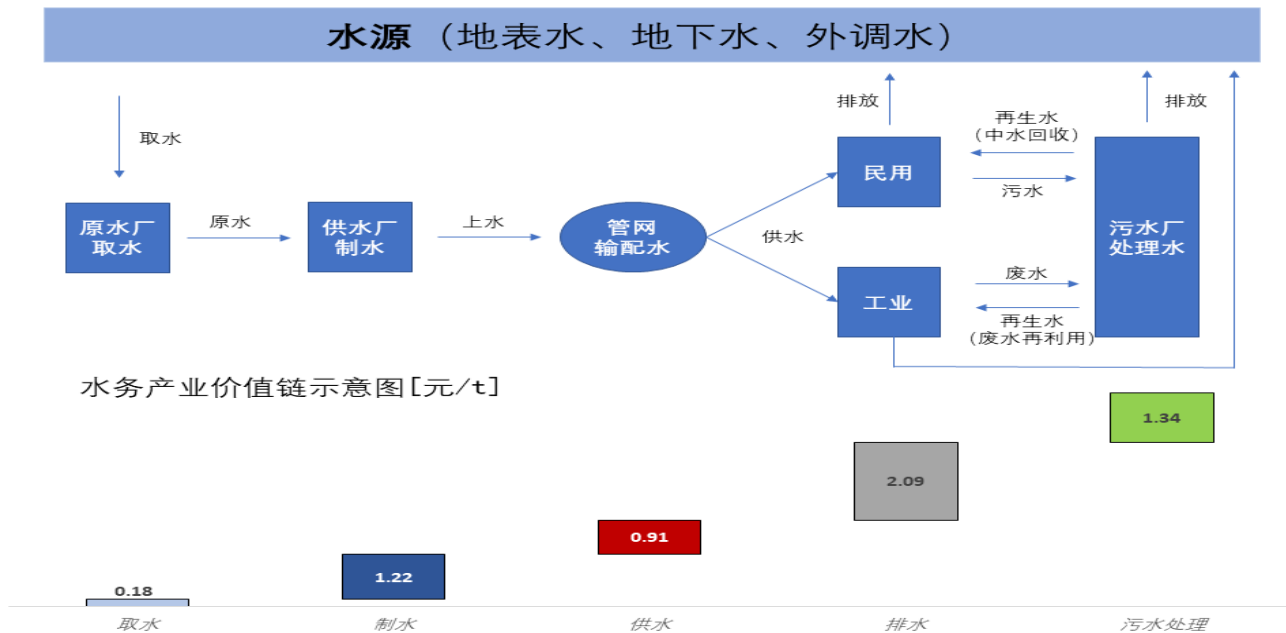 水源（地表水、地下水、外调水）
取水
排放
排放
再生水
(中水回收)
污水
民用
原水厂
取水
原水
供水厂
制水
上水
管网
输配水
供水
污水厂
处理水
工业
废水
再生水
(废水再利用)
水务产业价值链示意图[元/t]
1.34
2.09
0.91
1.22
0.18
取水
制水
供水
排水
污水处理